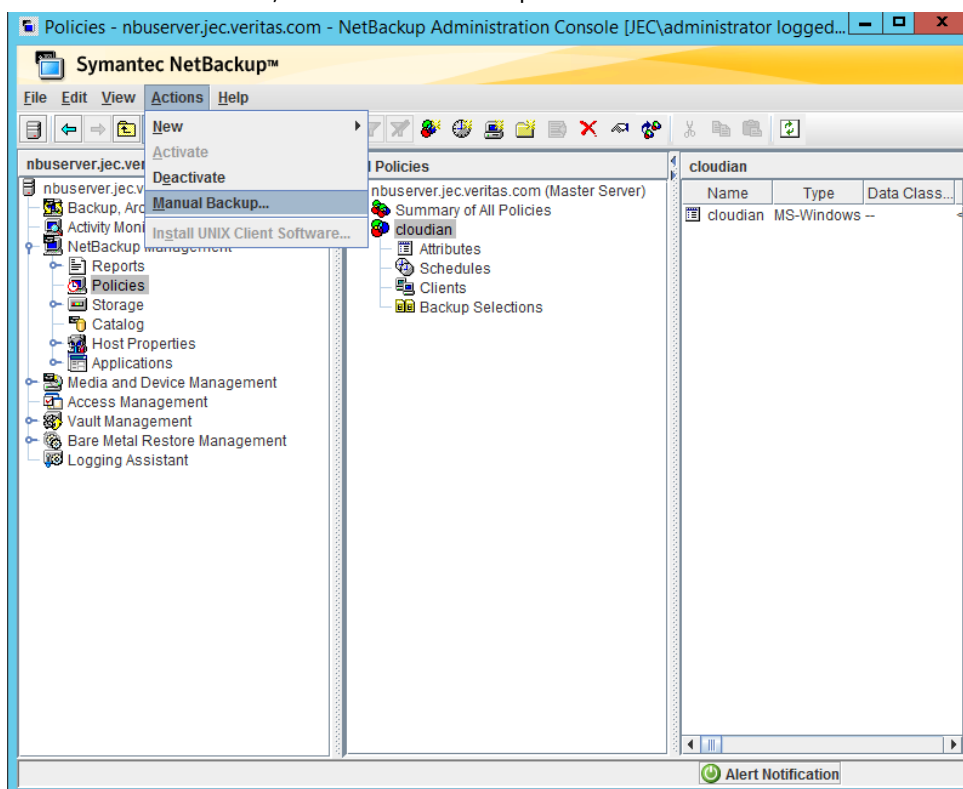 Policies - nbuserver.jec.veritas.com - NetBackup Administration Console [JEC\administrator logged...
Symantec NetBackup™
File Edit View Actions Help
New
Activate
Deactivate
Manual Backup...
Install UNIX Client Software...
nbuserver.jec.ver
nbuserver.jec.v
Backup, Arc
Activity Moni
NetBackup Management
Reports
Policies
Storage
Catalog
Host Properties
Applications
Media and Device Management
Access Management
Vault Management
Bare Metal Restore Management
Logging Assistant
Policies
nbuserver.jec.veritas.com (Master Server)
Summary of All Policies
cloudian
Attributes
Schedules
Clients
Backup Selections
cloudian
Name Type Data Class...
cloudian MS-Windows --
Alert Notification